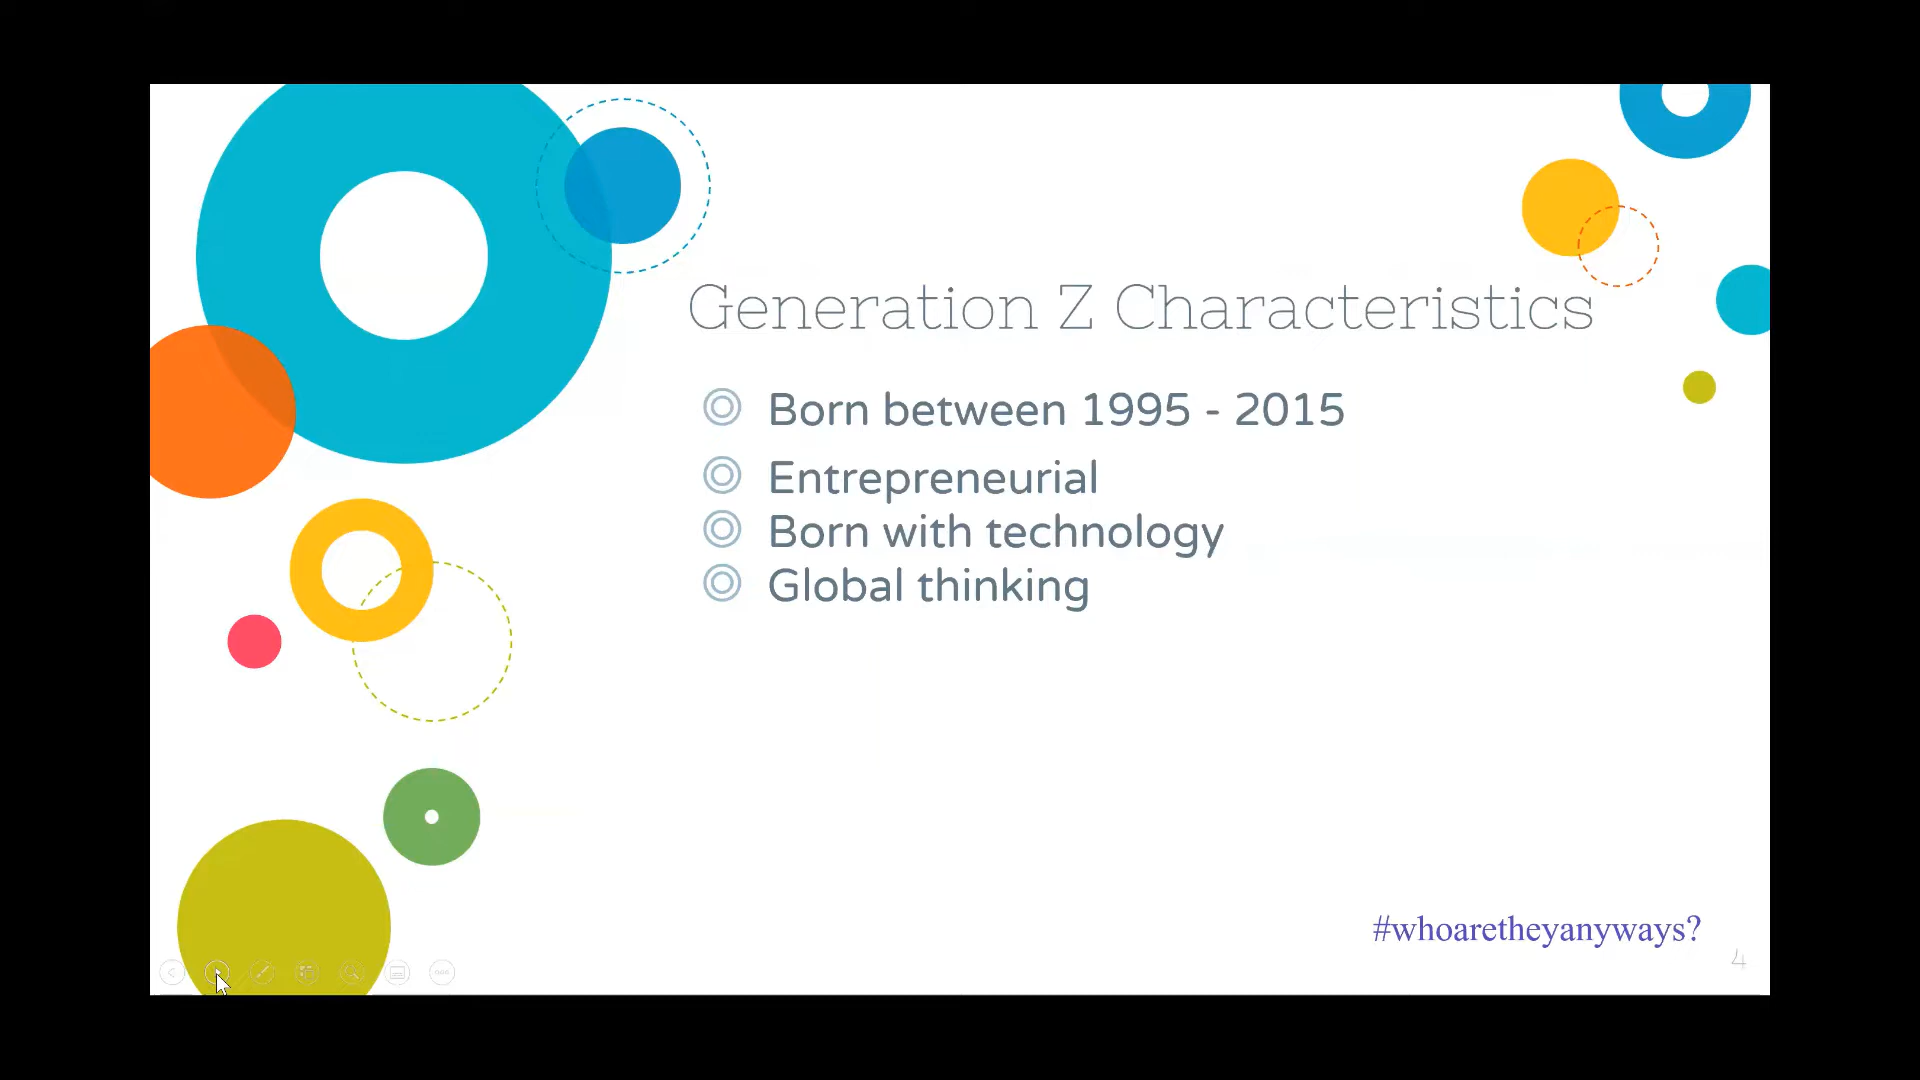 Generation Z Characteristics
Born between 1995 - 2015
Entrepreneurial
Born with technology
Global thinking
#whoaretheyanyways?
4